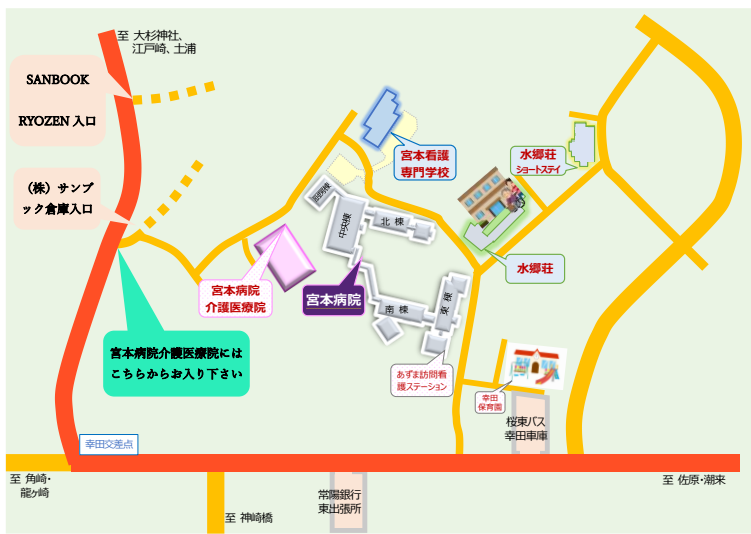 至 大杉神社、
江戸崎、土浦
SANBOOK
RYOZEN 入口
(株)サンブ
ック倉庫入口
宮本看護
専門学校
水郷荘
ショートステイ
西病棟
中央棟
北棟
水郷荘
宮本病院
介護医療院
宮本病院
南棟
東棟
宮本病院介護医療院には
こちらからお入り下さい
あずま訪問看
護ステーション
幸田
保育園
桜東バス
幸田車庫
幸田交差点
至 角崎・
龍ヶ崎
至 神崎橋
常陽銀行
東出張所
至 佐原・潮来